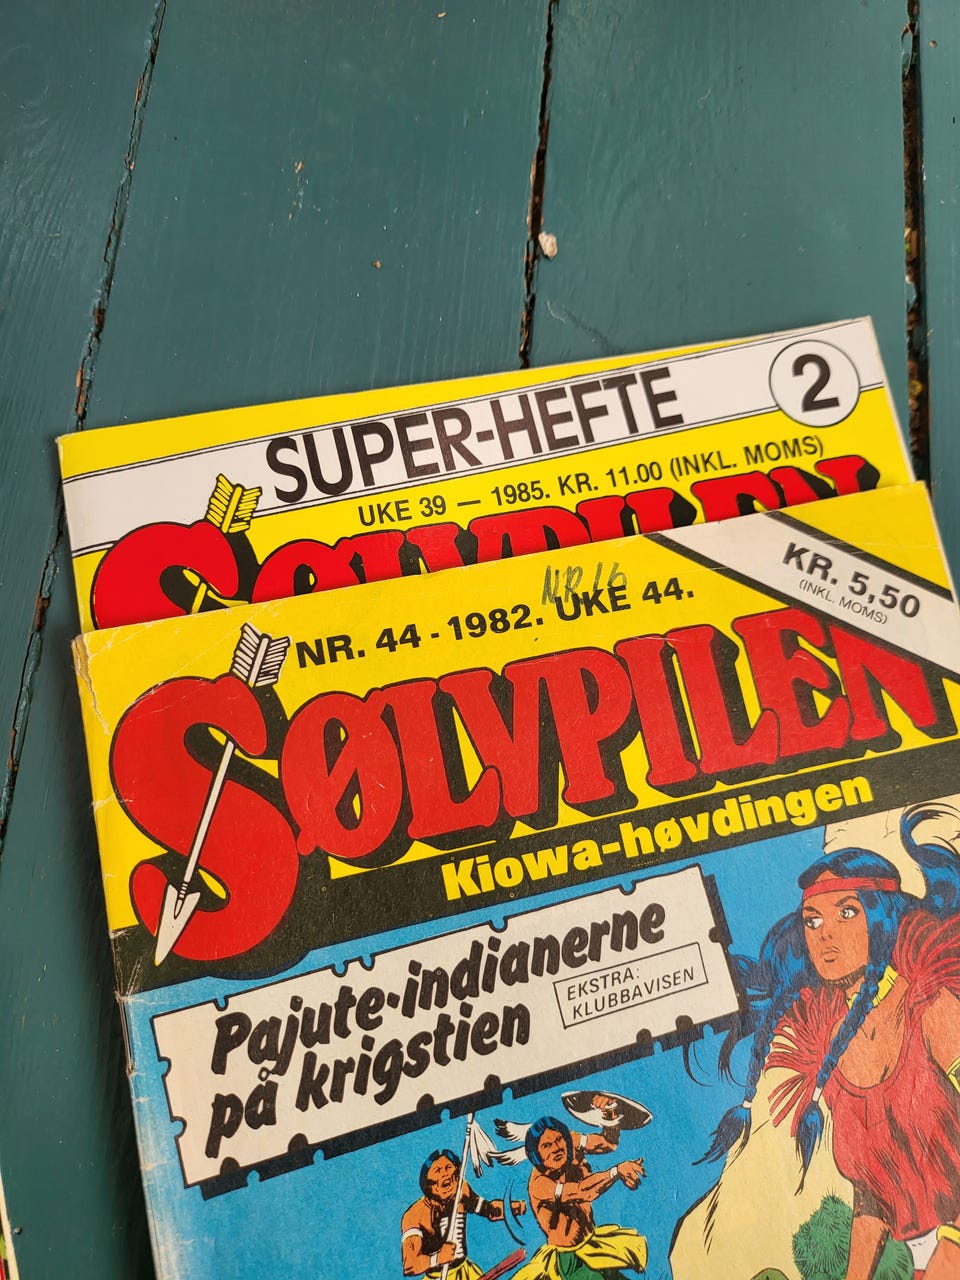 SUPER-HEFTE
2
UKE 39 — 1985. KR. 11.00 (INKL. MOMS)
SØLVPILEN
NR. 16
NR. 44 - 1982. UKE 44.
KR. 5,50
(INKL. MOMS)
SØLVPILEN
Kiowa-høvdingen
Pajute-indianerne
på krigstien
EKSTRA:
KLUBBAVISEN